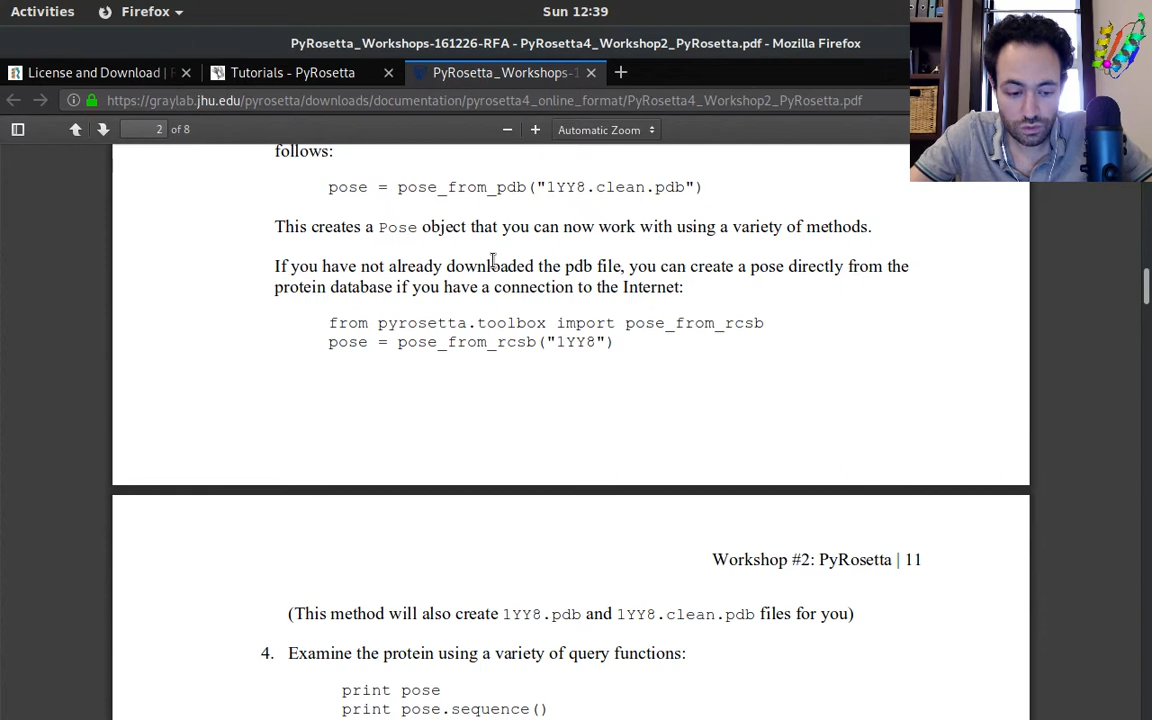 Activities
Firefox
Sun 12:39
PyRosetta_Workshops-161226-RFA - PyRosetta4_Workshop2_PyRosetta.pdf - Mozilla Firefox
License and Download | F
Tutorials - PyRosetta
PyRosetta_Workshops-1
https://graylab.jhu.edu/pyrosetta/downloads/documentation/pyrosetta4_online_format/PyRosetta4_Workshop2_PyRosetta.pdf
2 of 8
Automatic Zoom
follows:
pose = pose_from_pdb("1YY8.clean.pdb")
This creates a Pose object that you can now work with using a variety of methods.
If you have not already downloaded the pdb file, you can create a pose directly from the
protein database if you have a connection to the Internet:
from pyrosetta.toolbox import pose_from_rcsb
pose = pose_from_rcsb("1YY8")
Workshop #2: PyRosetta | 11
(This method will also create 1YY8.pdb and 1YY8.clean.pdb files for you)
4. Examine the protein using a variety of query functions:
print pose
print pose.sequence()